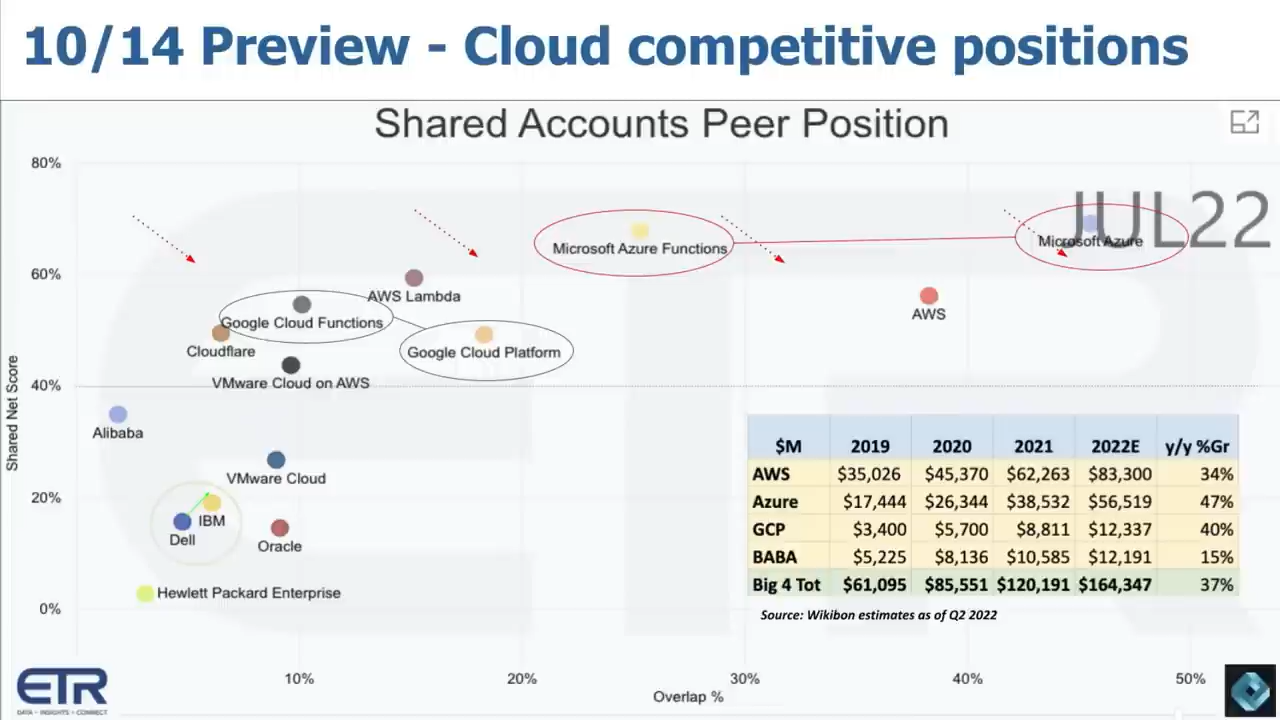 10/14 Preview - Cloud competitive positions
Shared Accounts Peer Position
JUL22
80%
60%
40%
20%
0%
Shared Net Score
Microsoft Azure Functions
Microsoft Azure
AWS Lambda
AWS
Google Cloud Functions
Cloudflare
Google Cloud Platform
VMware Cloud on AWS
Alibaba
VMware Cloud
IBM
Dell
Oracle
Hewlett Packard Enterprise
$M 2019 2020 2021 2022E y/y %Gr
AWS $35,026 $45,370 $62,263 $83,300 34%
Azure $17,444 $26,344 $38,532 $56,519 47%
GCP $3,400 $5,700 $8,811 $12,337 40%
BABA $5,225 $8,136 $10,585 $12,191 15%
Big 4 Tot $61,095 $85,551 $120,191 $164,347 37%
Source: Wikibon estimates as of Q2 2022
10% 20% 30% 40% 50%
Overlap %
ETR
DATA • INSIGHTS • CONNECT